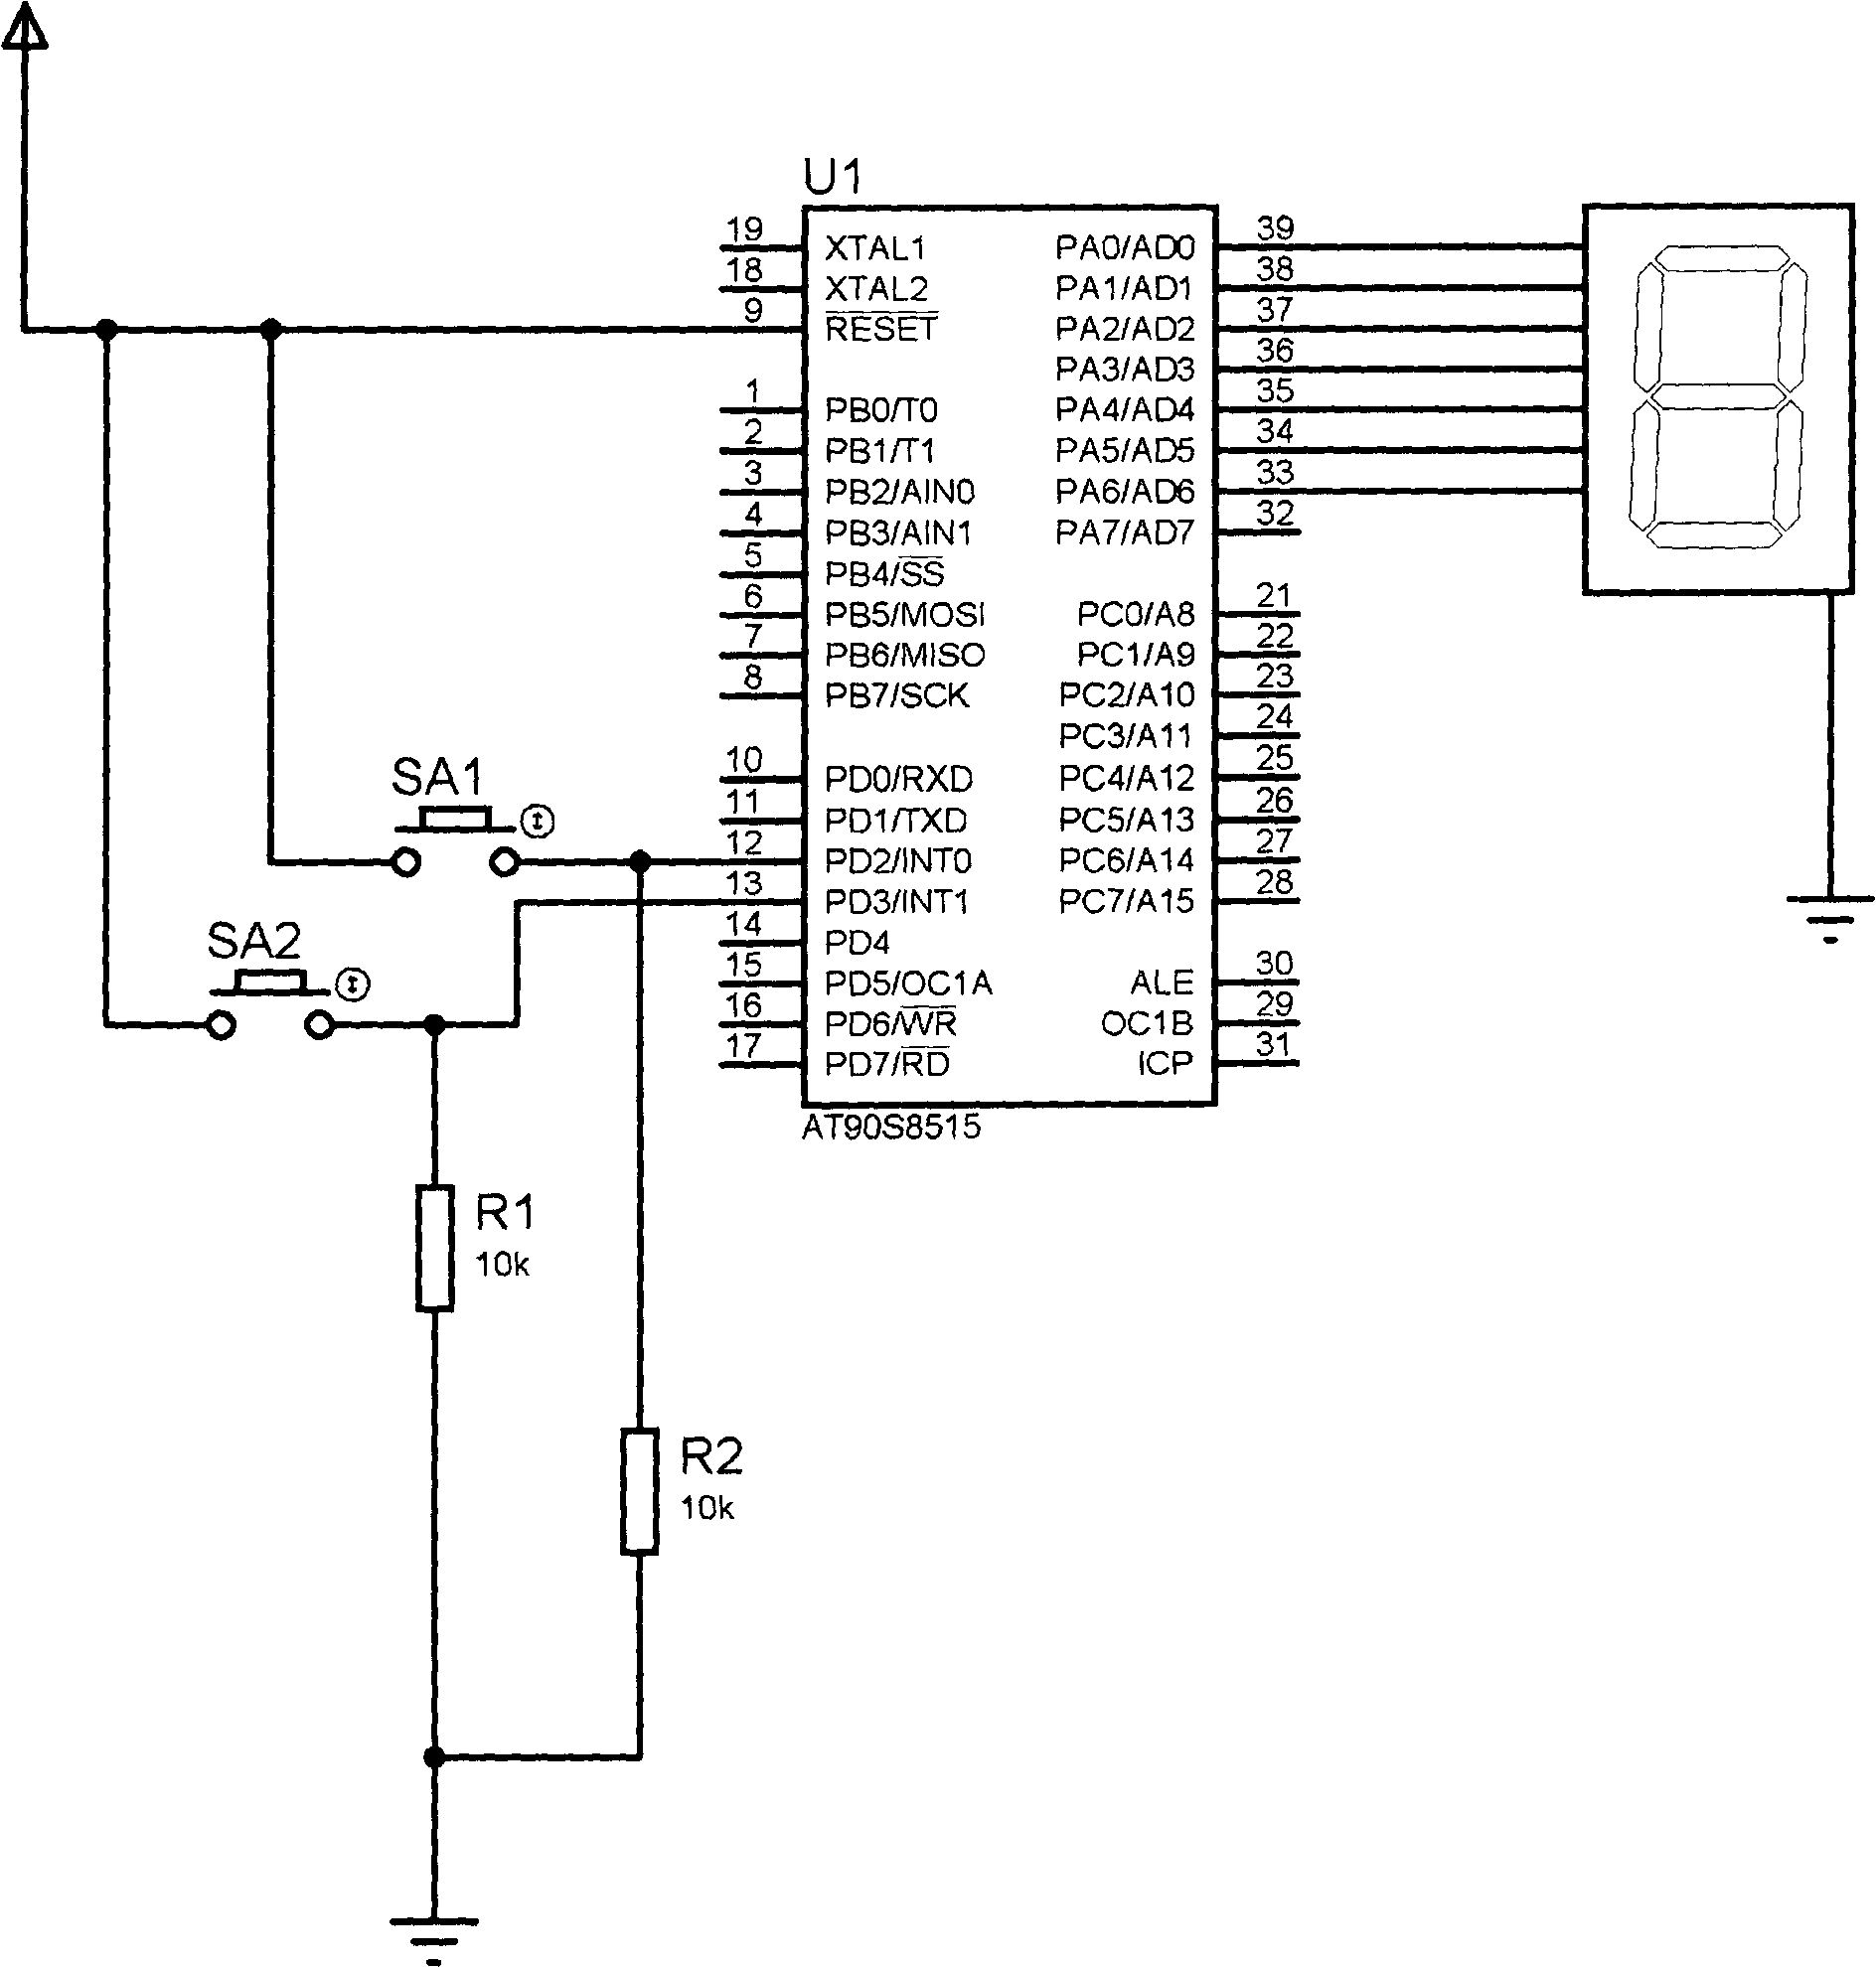 U1
19 XTAL1 PA0/AD0 39
18 XTAL2 PA1/AD1 38
9 RESET PA2/AD2 37
PA3/AD3 36
1 PB0/T0 PA4/AD4 35
2 PB1/T1 PA5/AD5 34
3 PB2/AIN0 PA6/AD6 33
4 PB3/AIN1 PA7/AD7 32
5 PB4/SS
6 PB5/MOSI PC0/A8 21
7 PB6/MISO PC1/A9 22
8 PB7/SCK PC2/A10 23
PC3/A11 24
10 PD0/RXD PC4/A12 25
11 PD1/TXD PC5/A13 26
12 PD2/INT0 PC6/A14 27
13 PD3/INT1 PC7/A15 28
14 PD4
15 PD5/OC1A ALE 30
16 PD6/WR OC1B 29
17 PD7/RD ICP 31
AT90S8515
SA1
SA2
R1
10k
R2
10k